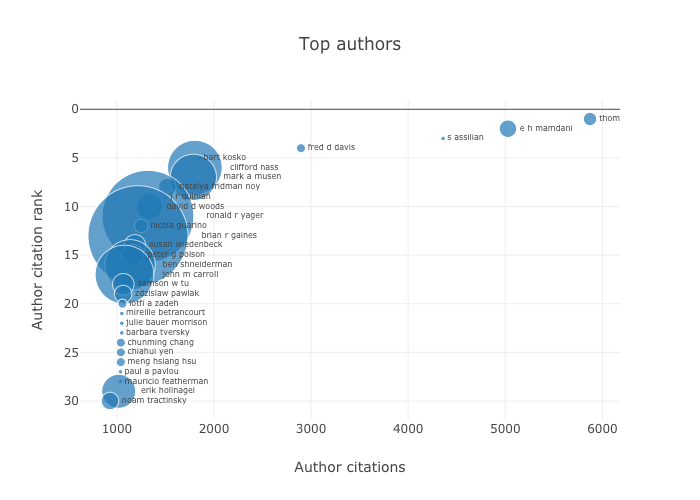 Top authors
0
5
10
15
20
25
30
Author citation rank
thom
e h mamdani
s assilian
fred d davis
bart kosko
clifford nass
mark a musen
natalya fridman noy
j r quinlan
david d woods
ronald r yager
nicola guarino
brian r gaines
susan wiedenbeck
peter g polson
ben shneiderman
john m carroll
samson w tu
zdzislaw pawlak
lotfi a zadeh
mireille betrancourt
julie bauer morrison
barbara tversky
chunming chang
chiahui yen
meng hsiang hsu
paul a pavlou
mauricio featherman
erik hollnagel
noam tractinsky
1000
2000
3000
4000
5000
6000
Author citations